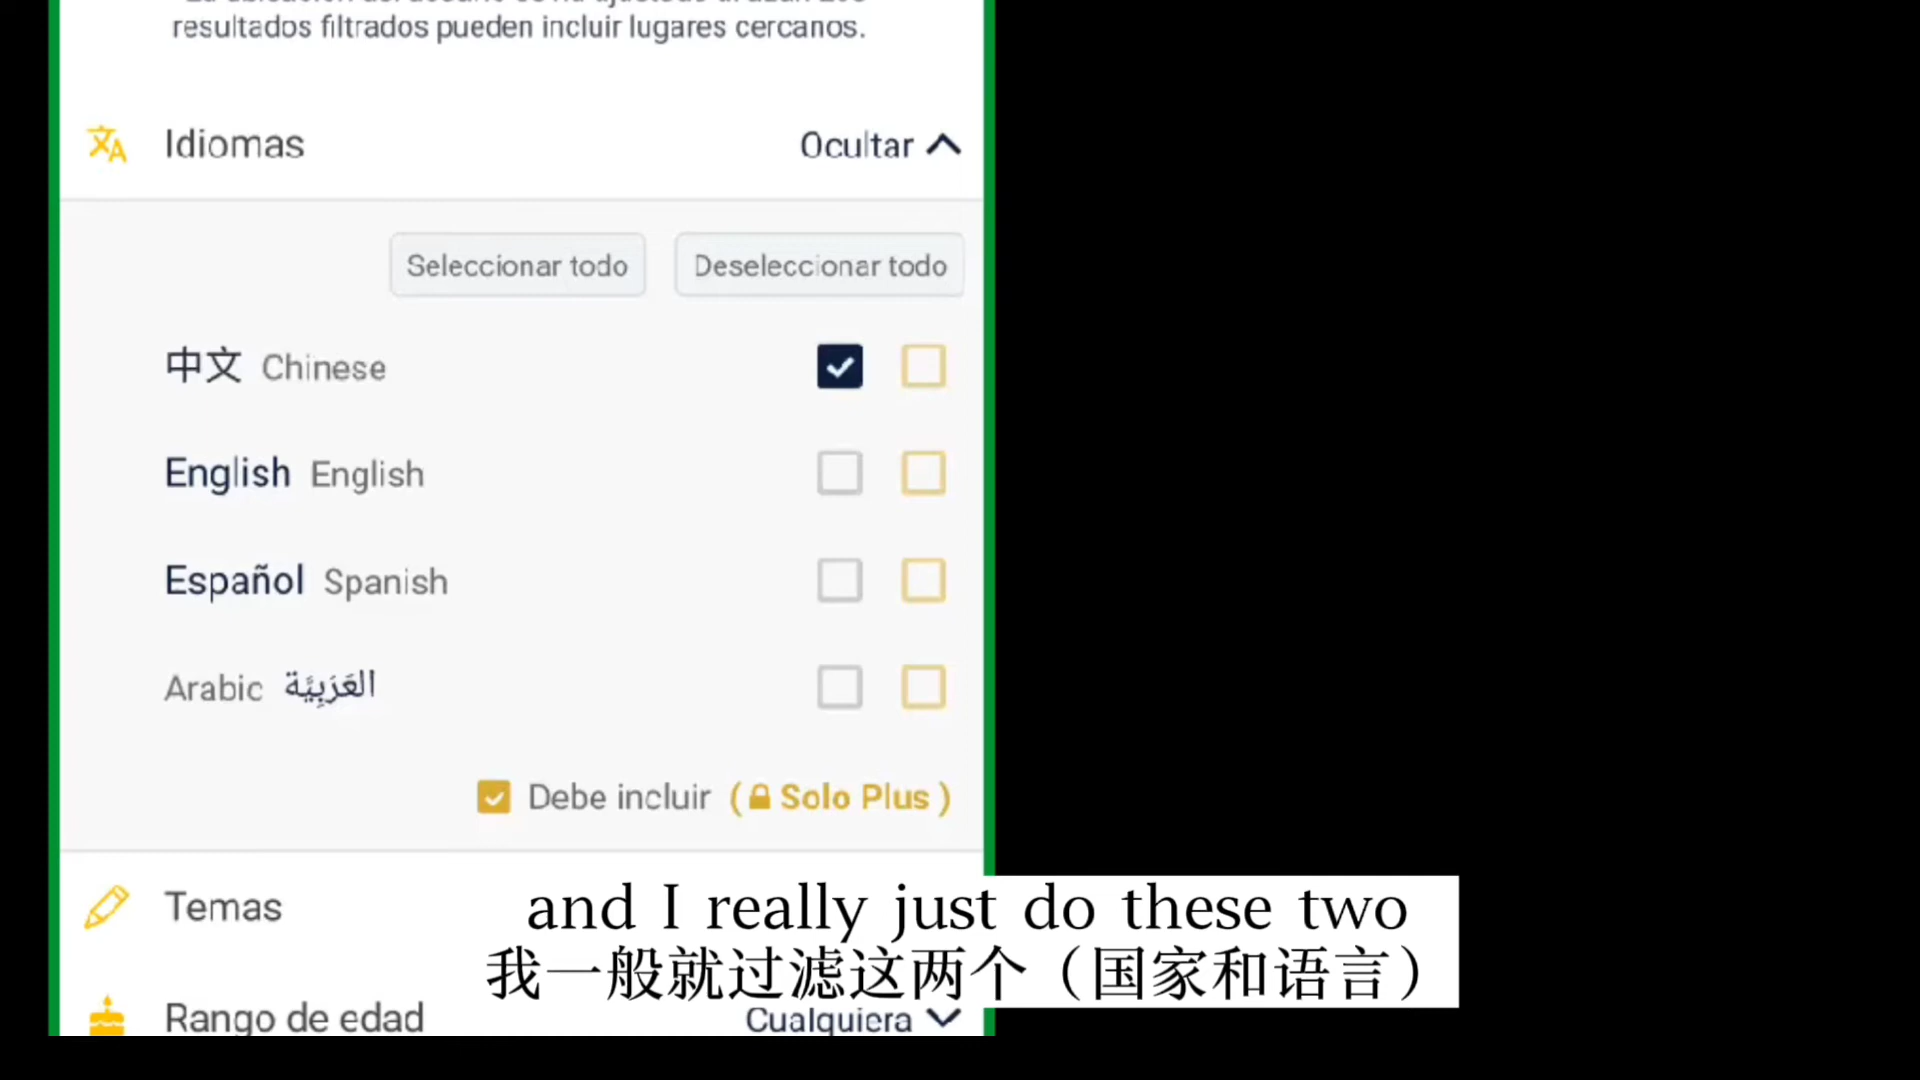 resultados filtrados pueden incluir lugares cercanos.
Idiomas
Ocultar
Seleccionar todo
Deseleccionar todo
中文 Chinese
English English
Español Spanish
Arabic العَرَبِيَّة
Debe incluir ( Solo Plus )
Temas
and I really just do these two
我一般就过滤这两个（国家和语言）
Rango de edad
Cualquiera